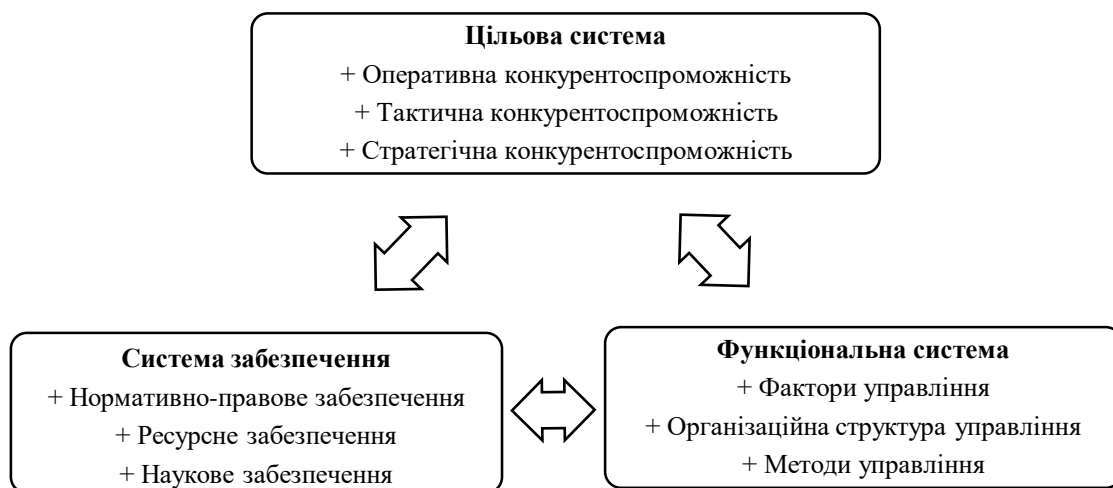 Цільова система
+ Оперативна конкурентоспроможність
+ Тактична конкурентоспроможність
+ Стратегічна конкурентоспроможність
Система забезпечення
+ Нормативно-правове забезпечення
+ Ресурсне забезпечення
+ Наукове забезпечення
Функціональна система
+ Фактори управління
+ Організаційна структура управління
+ Методи управління